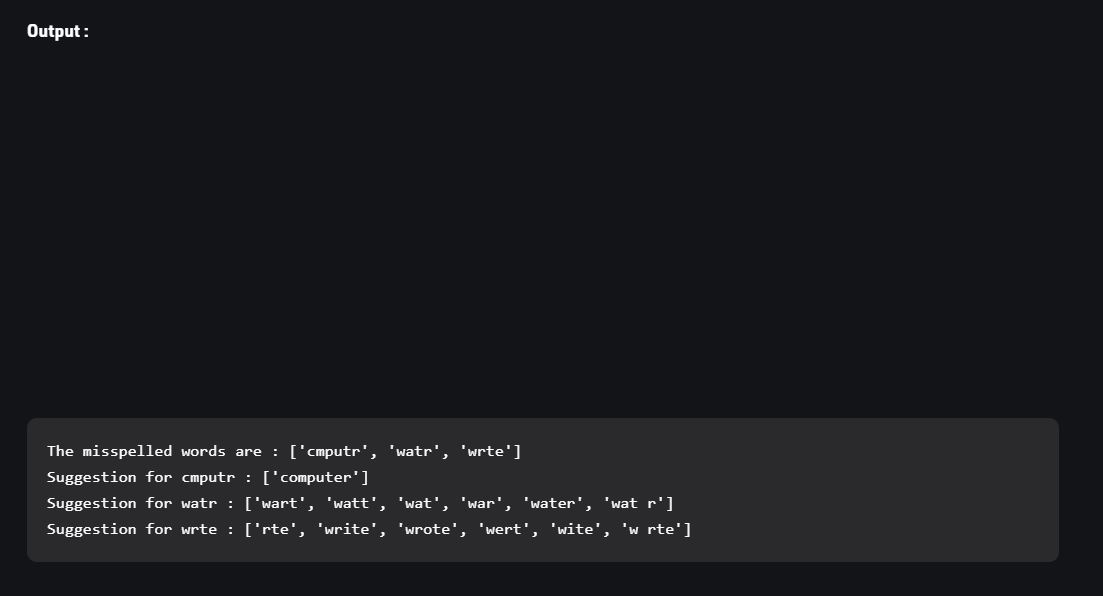 Output :
The misspelled words are : ['cmputr', 'watr', 'wrte']
Suggestion for cmputr : ['computer']
Suggestion for watr : ['wart', 'watt', 'wat', 'war', 'water', 'wat r']
Suggestion for wrte : ['rte', 'write', 'wrote', 'wert', 'wite', 'w rte']